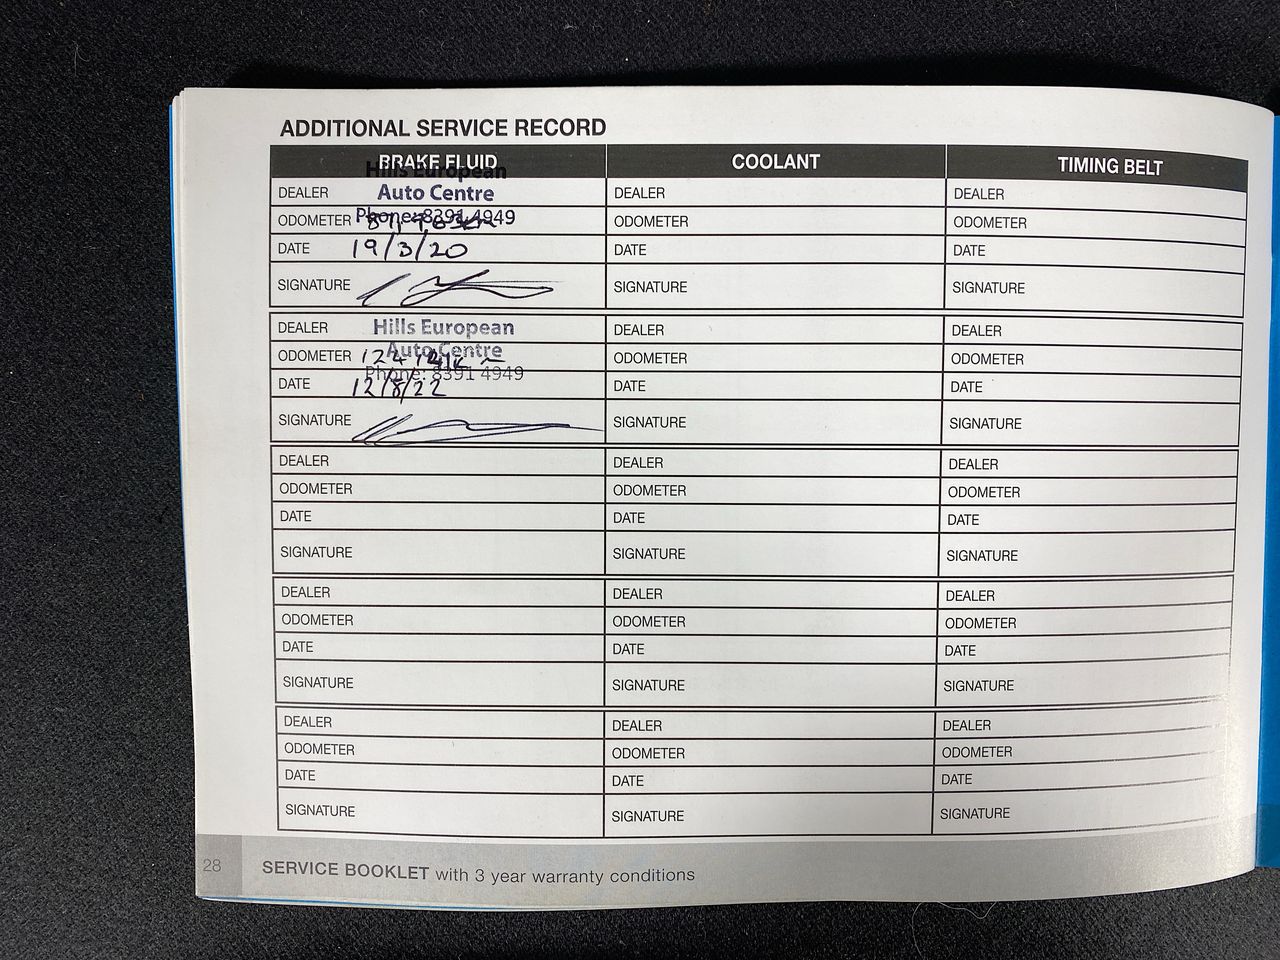 ADDITIONAL SERVICE RECORD
BRAKE FLUID COOLANT TIMING BELT
Hills European
DEALER Auto Centre DEALER DEALER
ODOMETER Phone: 8391 4949 ODOMETER ODOMETER
DATE 19/3/20 DATE DATE
SIGNATURE SIGNATURE SIGNATURE
DEALER Hills European DEALER DEALER
ODOMETER Auto Centre ODOMETER ODOMETER
Phone: 8391 4949
DATE 12/8/22 DATE DATE
SIGNATURE SIGNATURE SIGNATURE
DEALER DEALER DEALER
ODOMETER ODOMETER ODOMETER
DATE DATE DATE
SIGNATURE SIGNATURE SIGNATURE
DEALER DEALER DEALER
ODOMETER ODOMETER ODOMETER
DATE DATE DATE
SIGNATURE SIGNATURE SIGNATURE
DEALER DEALER DEALER
ODOMETER ODOMETER ODOMETER
DATE DATE DATE
SIGNATURE SIGNATURE SIGNATURE
28 SERVICE BOOKLET with 3 year warranty conditions